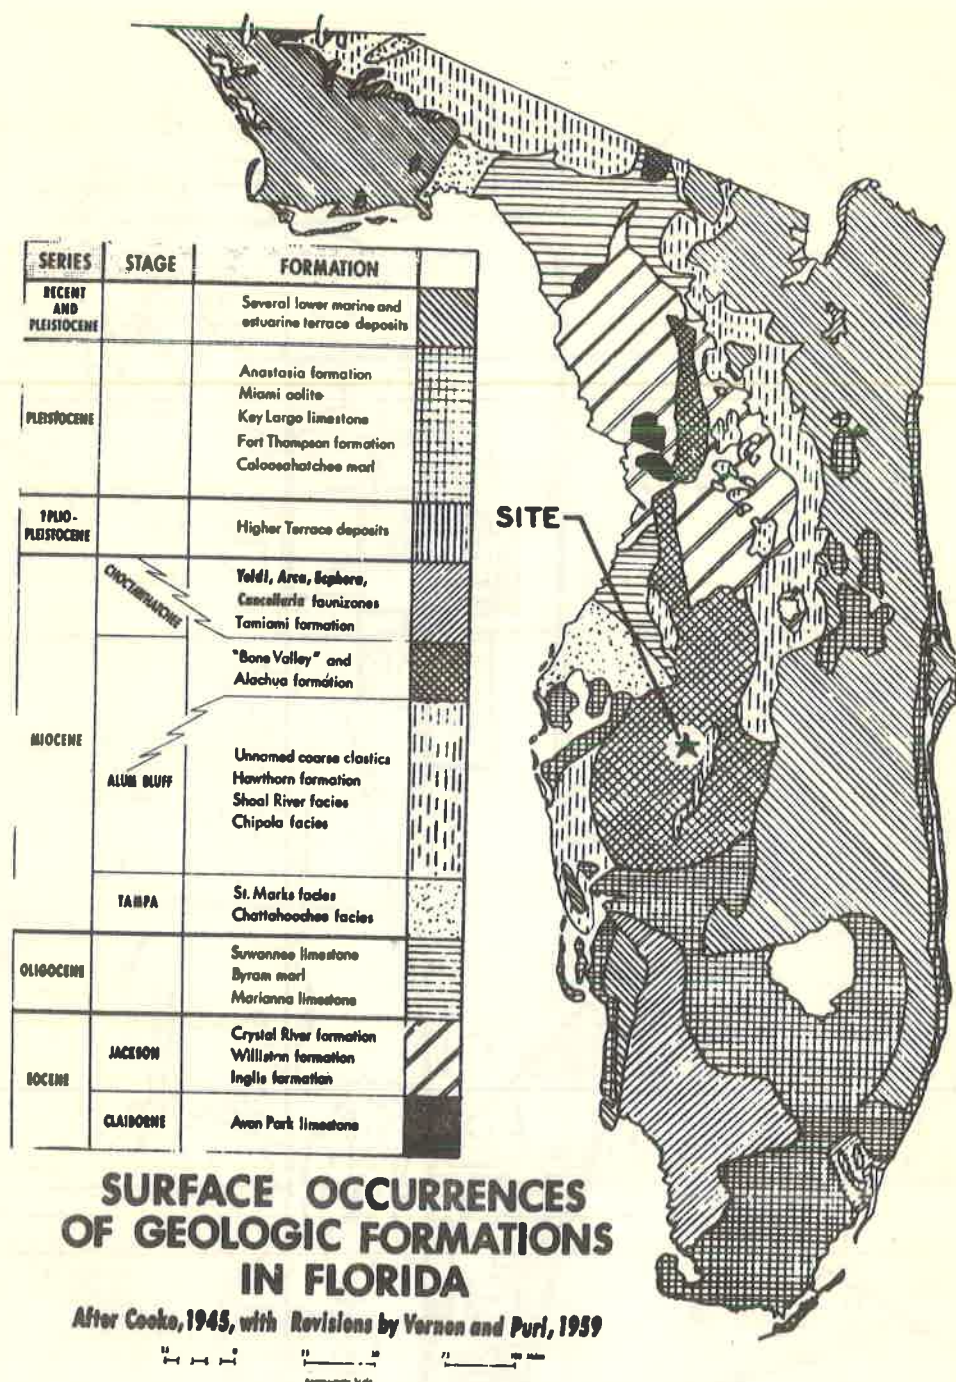 SERIES STAGE FORMATION
RECENT AND PLEISTOCENE
Several lower marine and
estuarine terrace deposits
PLEISTOCENE
Anastasia formation
Miami oolite
Key Largo limestone
Fort Thompson formation
Caloosahatchee marl
?PLIO-
PLEISTOCENE
Higher Terrace deposits
MIOCENE
CHOCTAWHATCHEE
Yoldi, Arca, Ecphora,
Cancellaria faunizones
Tamiami formation
"Bone Valley" and
Alachua formation
ALUM BLUFF
Unnamed coarse clastics
Hawthorn formation
Shoal River facies
Chipola facies
TAMPA
St. Marks facies
Chattahoochee facies
OLIGOCENE
Suwannee limestone
Byram marl
Marianna limestone
EOCENE
JACKSON
Crystal River formation
Williston formation
Inglis formation
CLAIBORNE
Avon Park limestone
SITE
SURFACE OCCURRENCES
OF GEOLOGIC FORMATIONS
IN FLORIDA
After Cooke, 1945, with Revisions by Vernon and Puri, 1959